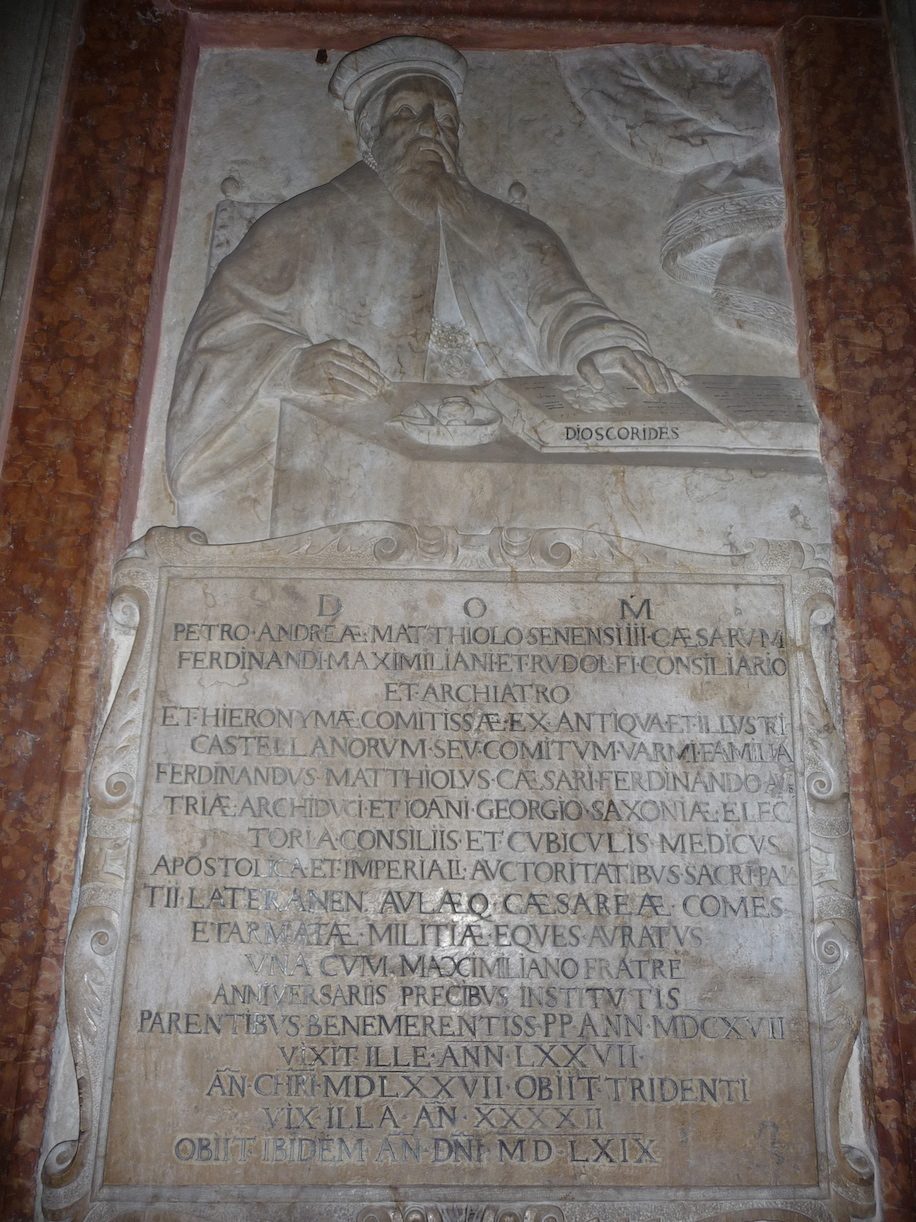 DIOSCORIDES
D O M
PETRO·ANDREÆ·MATTHIOLO·SENENSI·IIII·CÆSARVM
FERDINANDI·MAXIMILIANI·ET·RVDOLFI·CONSILIARIO
ET·ARCHIATRO
ET·HIERONYMÆ·COMITISSÆ·EX·ANTIQVA·ET·ILLVSTRI
CASTELLANORVM·SEV·COMITVM·VARMI·FAMILIA
FERDINANDVS·MATTHIOLVS·CÆSARI·FERDINANDO·AVS
TRIÆ·ARCHIDVCI·ET·IOANI·GEORGIO·SAXONIÆ·ELEC
TORI·A·CONSILIIS·ET·CVBICVLIS·MEDICVS
APOSTOLICA·ET·IMPERIALI·AVCTORITATIBVS·SACRI·PALA
TII·LATERANEN·AVLÆ·Q·CÆSAREÆ·COMES
ET·ARMATÆ·MILITIÆ·EQVES·AVRATVS
VNA·CVM·MAXIMILIANO·FRATRE
ANNIVERSARIIS·PRECIBVS·INSTITVTIS
PARENTIBVS·BENEMERENTISS·PP·ANN·MDCXVII
VIXIT·ILLE·ANN·LXXVII·
AN·CHRI·MDLXXVII·OBIIT·TRIDENTI
VIX·ILLA·AN·XXXXII
OBIIT·IBIDEM·AN·DNI·MD·LXIX